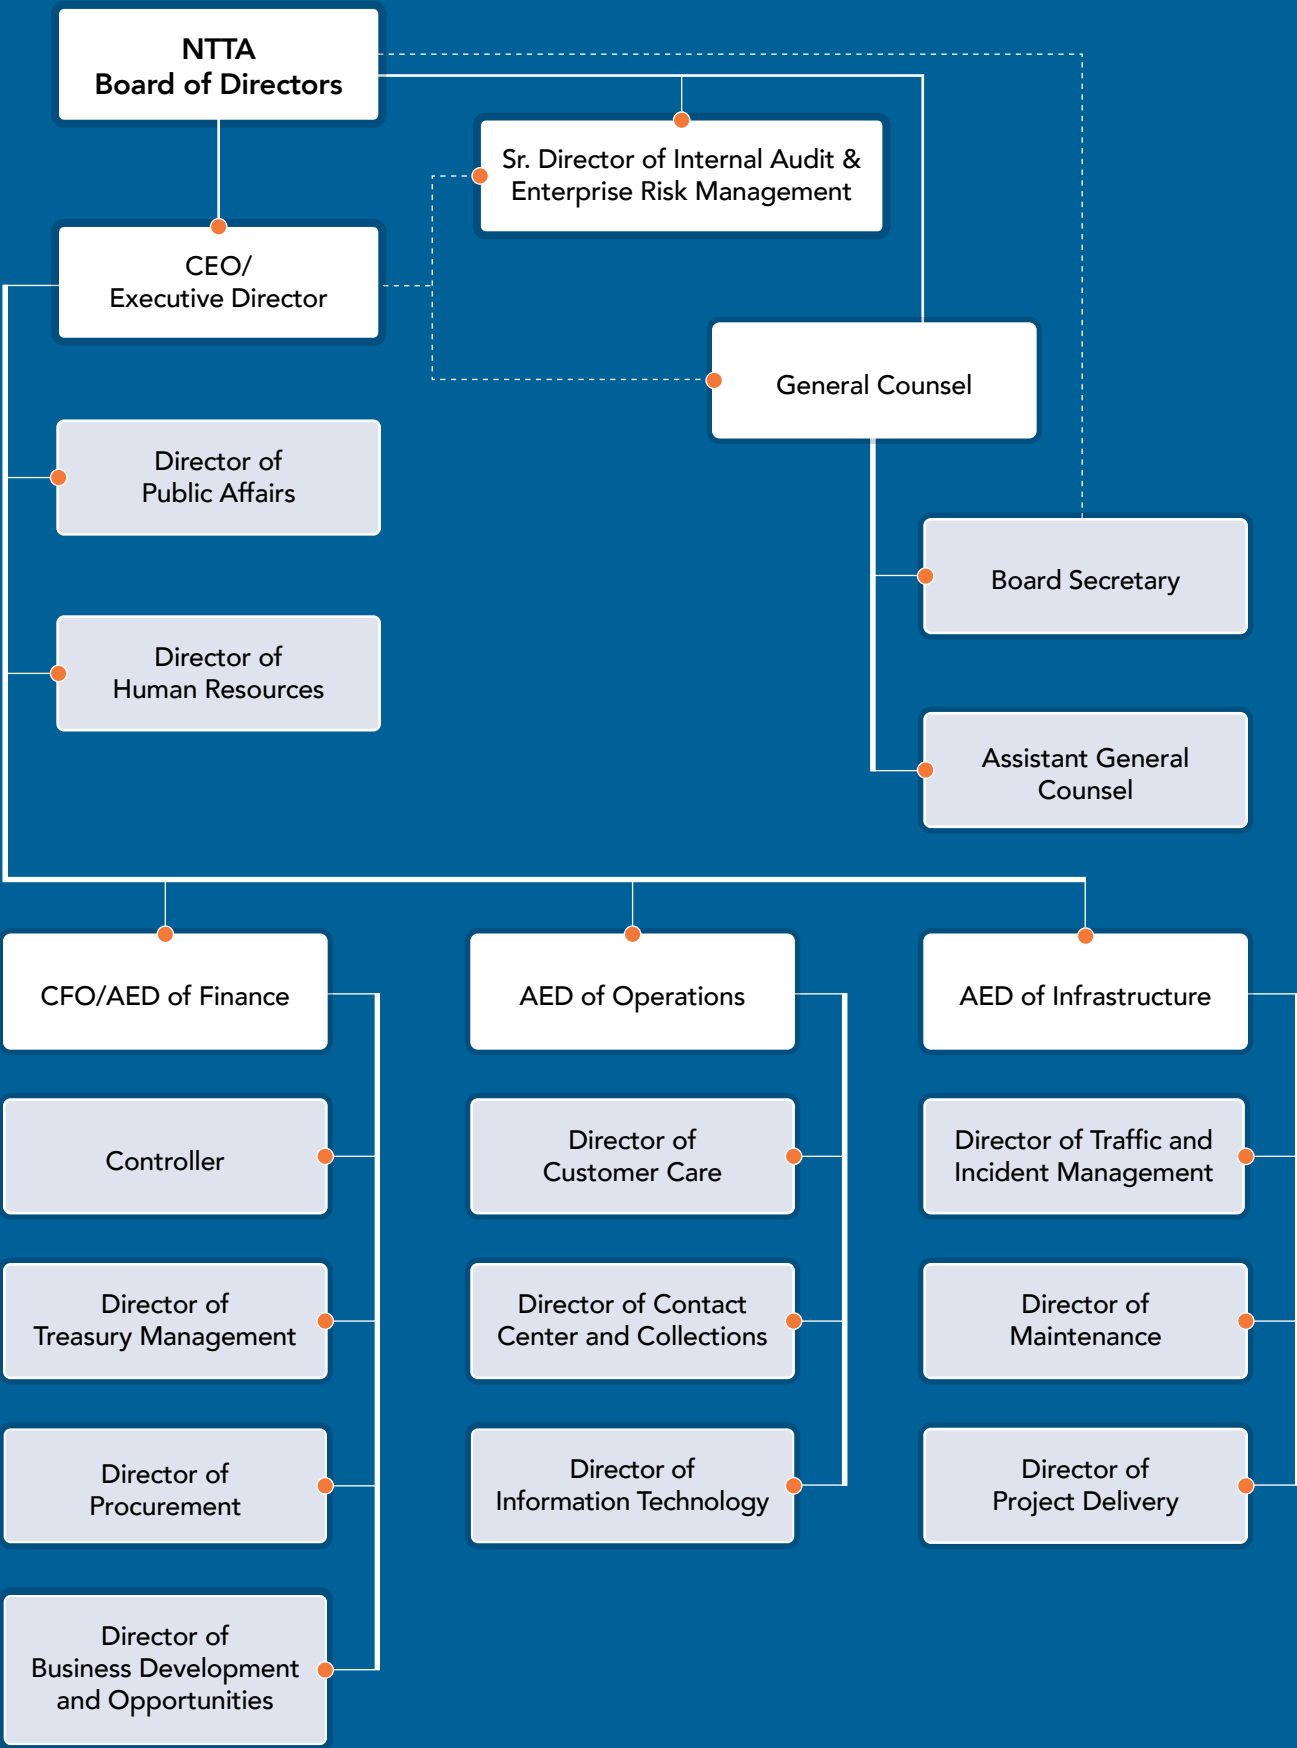 NTTA
Board of Directors
Sr. Director of Internal Audit &
Enterprise Risk Management
CEO/
Executive Director
General Counsel
Director of
Public Affairs
Board Secretary
Director of
Human Resources
Assistant General
Counsel
CFO/AED of Finance
AED of Operations
AED of Infrastructure
Controller
Director of
Customer Care
Director of Traffic and
Incident Management
Director of
Treasury Management
Director of Contact
Center and Collections
Director of
Maintenance
Director of
Procurement
Director of
Information Technology
Director of
Project Delivery
Director of
Business Development
and Opportunities